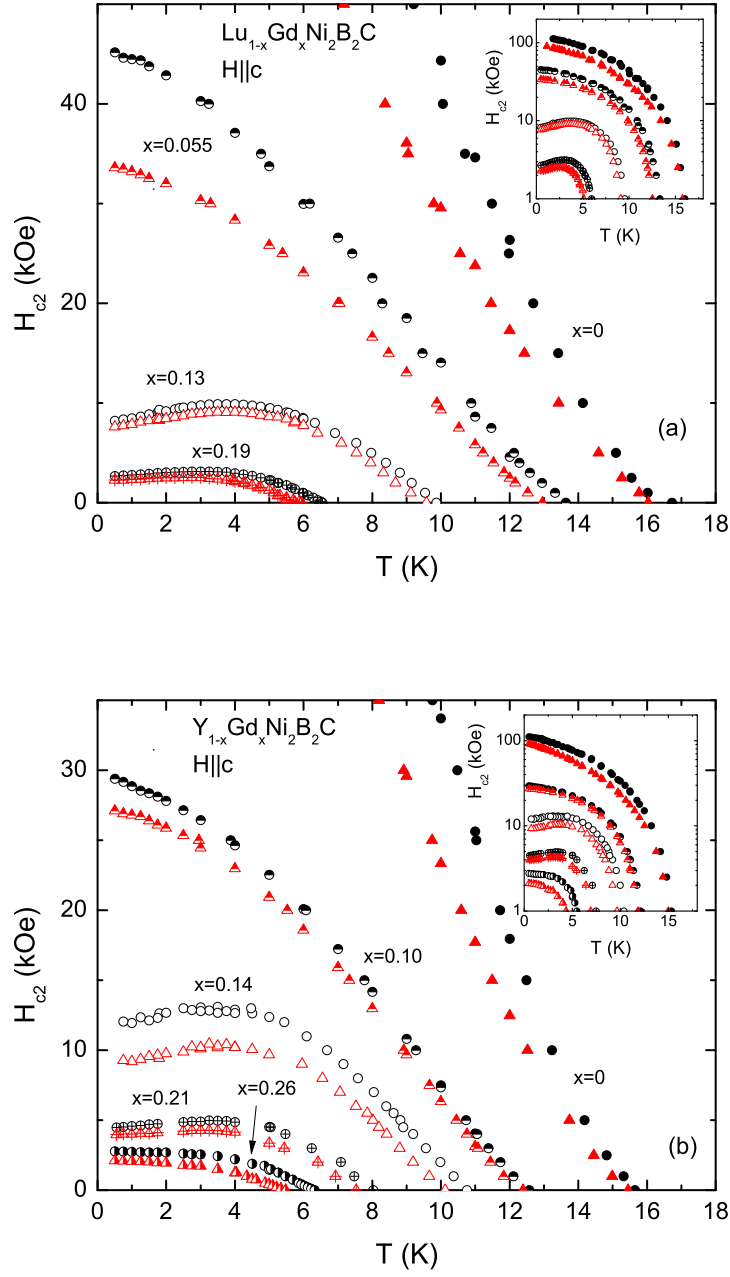 Lu1-xGdxNi2B2C
H||c
x=0.055
x=0.13
x=0.19
x=0
(a)
Hc2 (kOe)
0
20
40
0 2 4 6 8 10 12 14 16 18
T (K)
Hc2 (kOe)
100
10
1
0 5 10 15
T (K)
Y1-xGdxNi2B2C
H||c
x=0.10
x=0.14
x=0.21
x=0.26
x=0
(b)
Hc2 (kOe)
30
20
10
0
0 2 4 6 8 10 12 14 16 18
T (K)
Hc2 (kOe)
100
10
1
0 5 10 15
T (K)